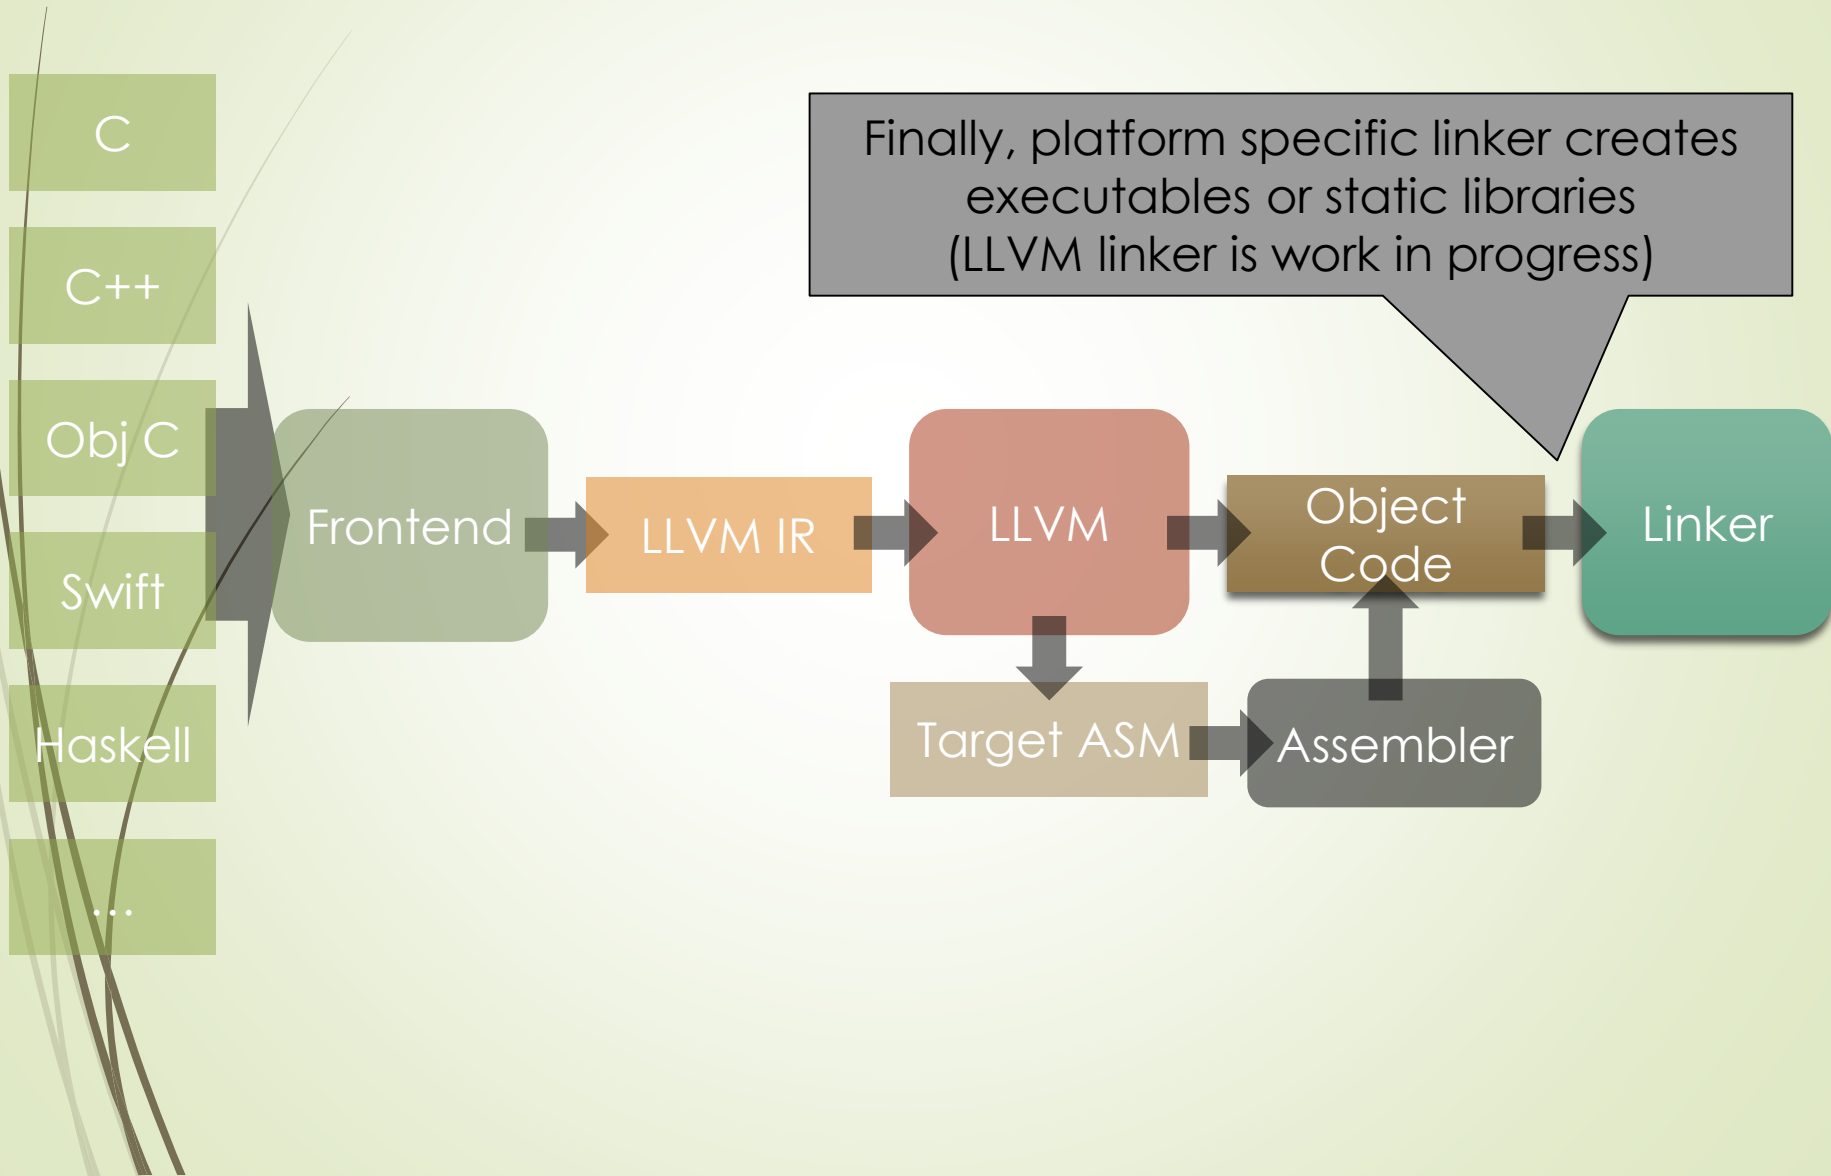 C
C++
Obj C
Swift
Haskell
...
Finally, platform specific linker creates
executables or static libraries
(LLVM linker is work in progress)
Frontend
LLVM IR
LLVM
Object
Code
Linker
Target ASM
Assembler